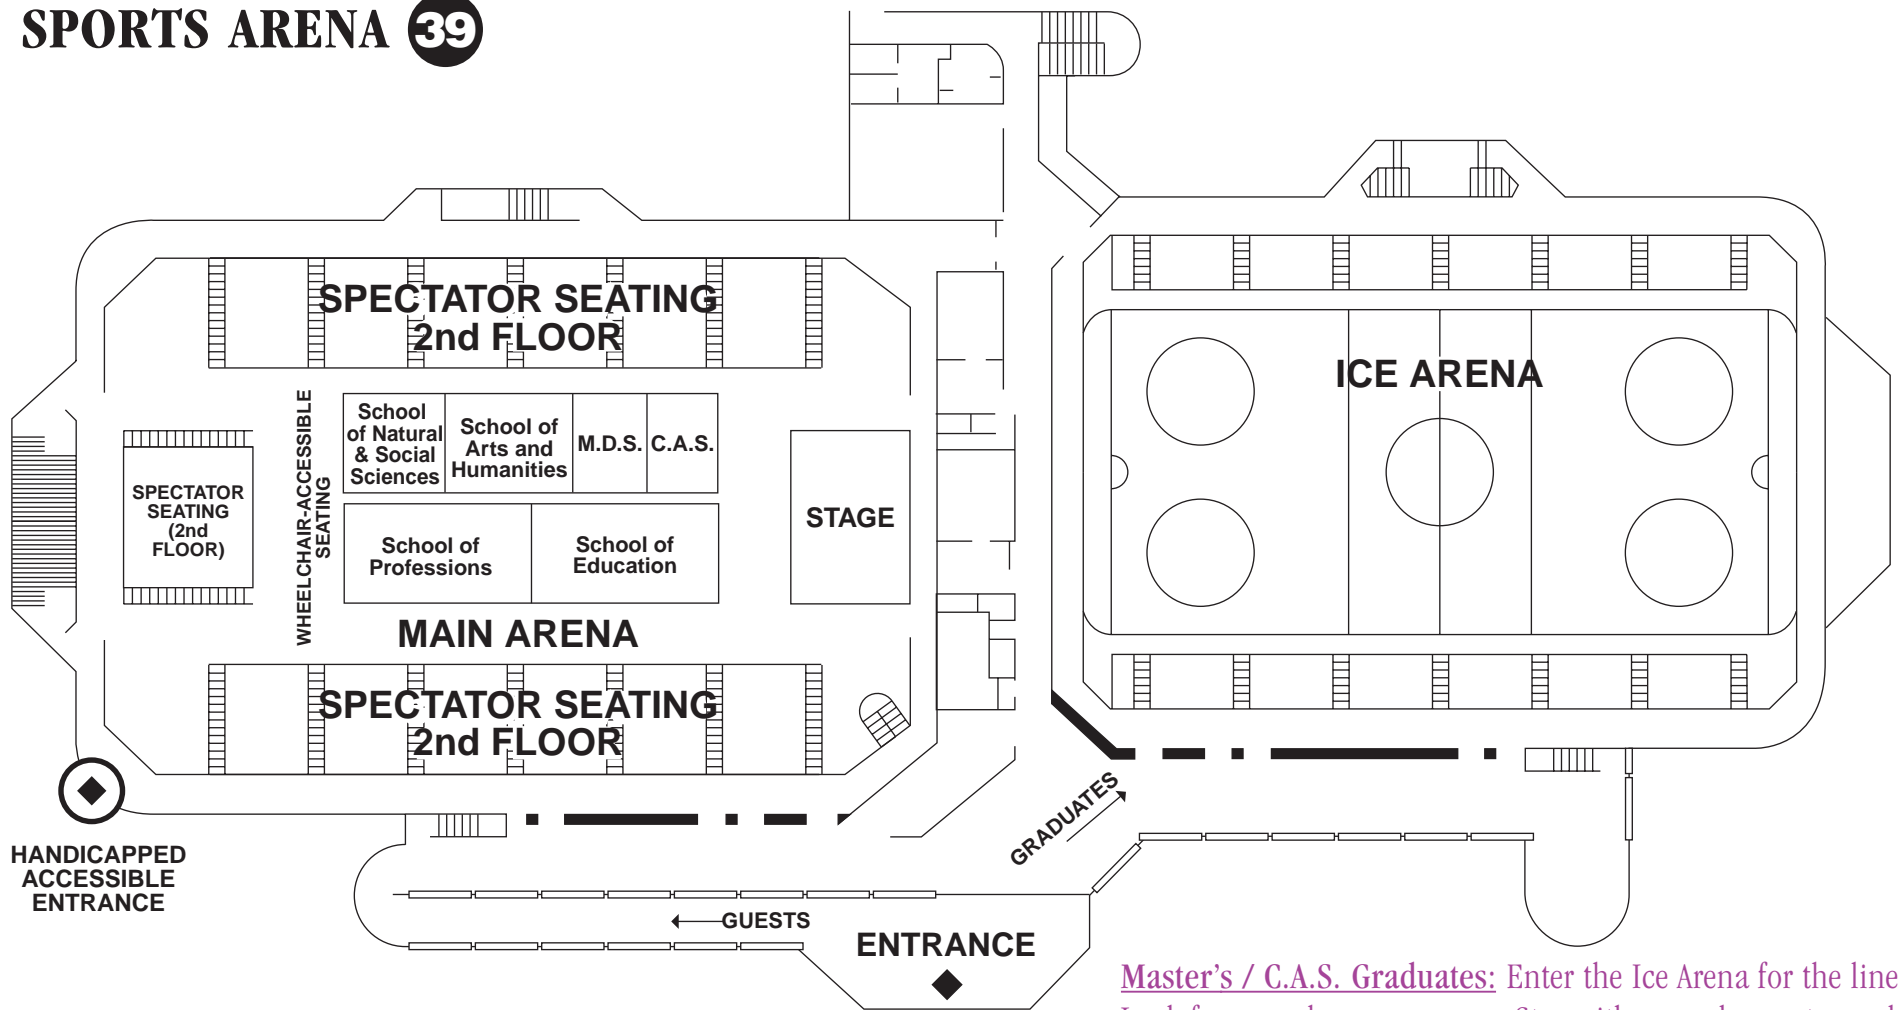 SPORTS ARENA 39
SPECTATOR SEATING
2nd FLOOR
ICE ARENA
WHEELCHAIR-ACCESSIBLE
SEATING
School
of Natural
& Social
Sciences
School of
Arts and
Humanities
M.D.S.
C.A.S.
SPECTATOR
SEATING
(2nd
FLOOR)
STAGE
School of
Professions
School of
Education
MAIN ARENA
SPECTATOR SEATING
2nd FLOOR
HANDICAPPED
ACCESSIBLE
ENTRANCE
GRADUATES
GUESTS
ENTRANCE
Master's / C.A.S. Graduates: Enter the Ice Arena for the line